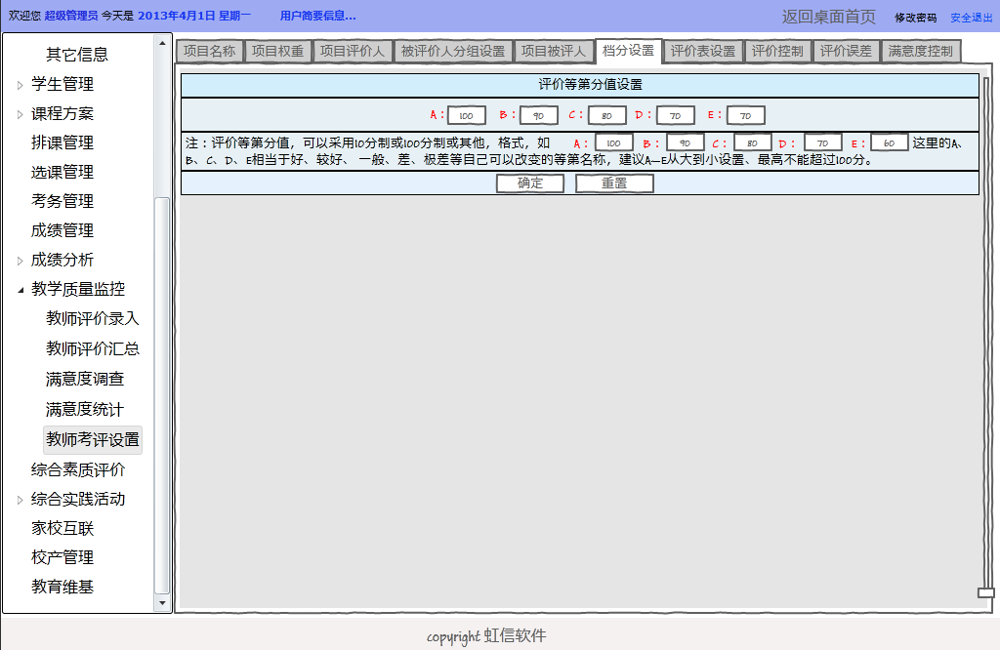 欢迎您 超级管理员 今天是 2013年4月1日 星期一 用户简要信息... 返回桌面首页 修改密码 安全退出
其它信息
学生管理
课程方案
排课管理
选课管理
考务管理
成绩管理
成绩分析
教学质量监控
教师评价录入
教师评价汇总
满意度调查
满意度统计
教师考评设置
综合素质评价
综合实践活动
家校互联
校产管理
教育维基
项目名称 项目权重 项目评价人 被评价人分组设置 项目被评人 档分设置 评价表设置 评价控制 评价误差 满意度控制
评价等第分值设置
A: 100 B: 90 C: 80 D: 70 E: 70
注：评价等第分值，可以采用10分制或100分制或其他，格式，如 A: 100 B: 90 C: 80 D: 70 E: 60 这里的A、
B、C、D、E相当于好、较好、一般、差、极差等自己可以改变的等第名称，建议A—E从大到小设置、最高不能超过100分。
确定 重置
copyright 虹信软件